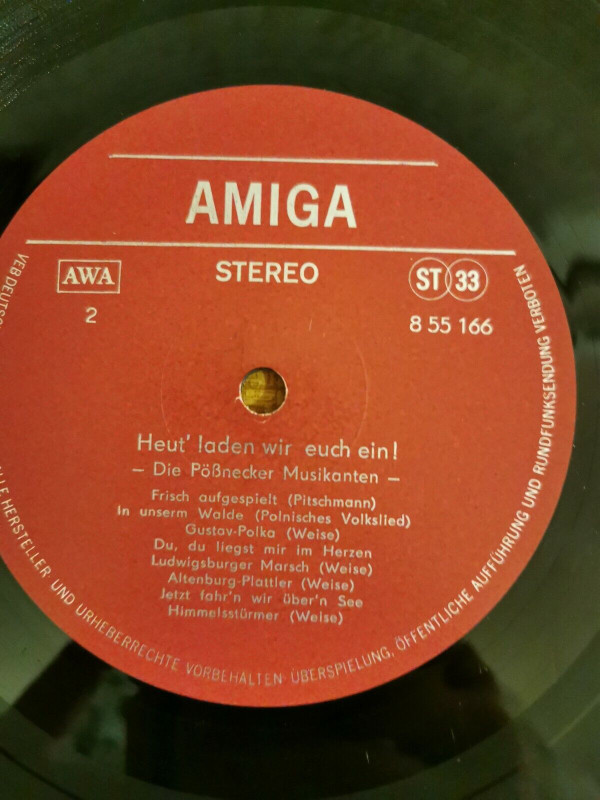 AMIGA
AWA
STEREO
ST 33
2
8 55 166
Heut' laden wir euch ein!
– Die Pößnecker Musikanten –
Frisch aufgespielt (Pitschmann)
In unserm Walde (Polnisches Volkslied)
Gustav-Polka (Weise)
Du, du liegst mir im Herzen
Ludwigsburger Marsch (Weise)
Altenburg-Plattler (Weise)
Jetzt fahr'n wir über'n See
Himmelsstürmer (Weise)
VEB DEUTSC
HERSTELLER- UND URHEBERRECHTE VORBEHALTEN · ÜBERSPIELUNG, ÖFFENTLICHE AUFFÜHRUNG UND RUNDFUNKSENDUNG VERBOTEN